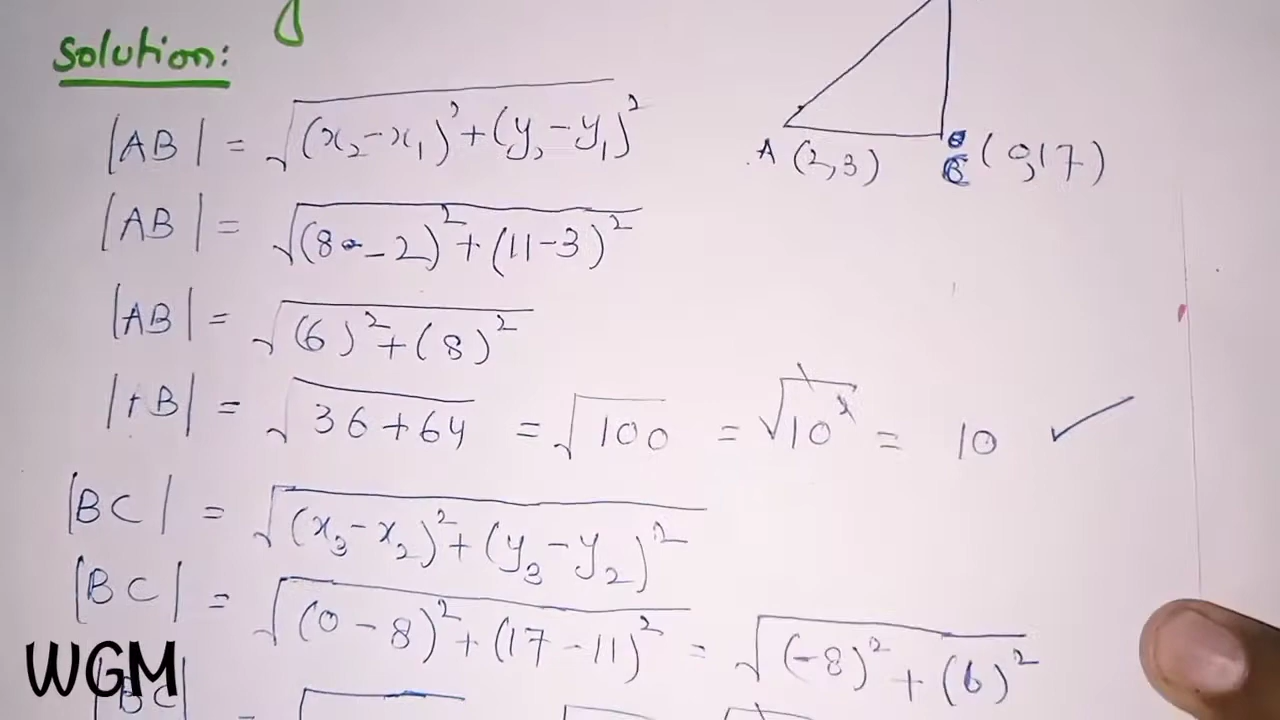 Solution:
|AB| = √(x₂-x₁)²+(y₂-y₁)²
A (2,3) B (0,17)
|AB| = √(8-2)²+(11-3)²
|AB| = √(6)²+(8)²
|AB| = √36+64 = √100 = √10² = 10 ✓
|BC| = √(x₃-x₂)²+(y₃-y₂)²
|BC| = √(0-8)²+(17-11)² = √(-8)²+(6)²
WGM
|BC| =